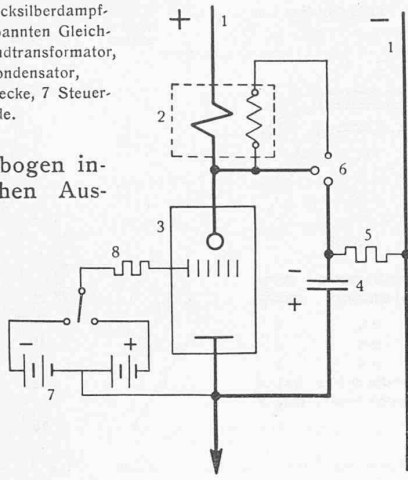 cksilberdampf-
pannten Gleich-
ndtransformator,
ondensator,
ecke, 7 Steuer-
de.
bogen in-
hen Aus-
+ 1
− 1
2
6
3
8
5
−
4
+
− +
7